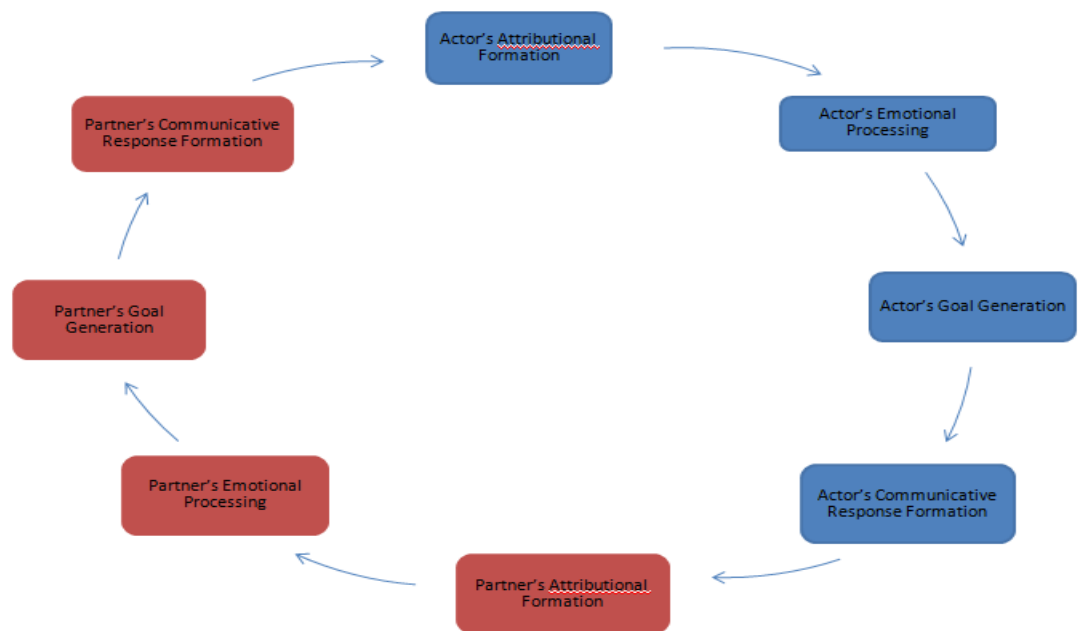 Actor's Attributional
Formation
Actor's Emotional
Processing
Actor's Goal Generation
Actor's Communicative
Response Formation
Partner's Attributional
Formation
Partner's Emotional
Processing
Partner's Goal
Generation
Partner's Communicative
Response Formation